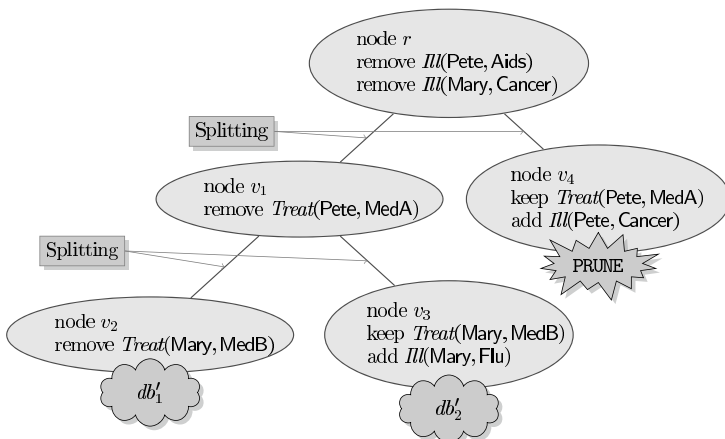 node r
remove Ill(Pete, Aids)
remove Ill(Mary, Cancer)
Splitting
node v₁
remove Treat(Pete, MedA)
node v₄
keep Treat(Pete, MedA)
add Ill(Pete, Cancer)
PRUNE
Splitting
node v₂
remove Treat(Mary, MedB)
db′₁
node v₃
keep Treat(Mary, MedB)
add Ill(Mary, Flu)
db′₂